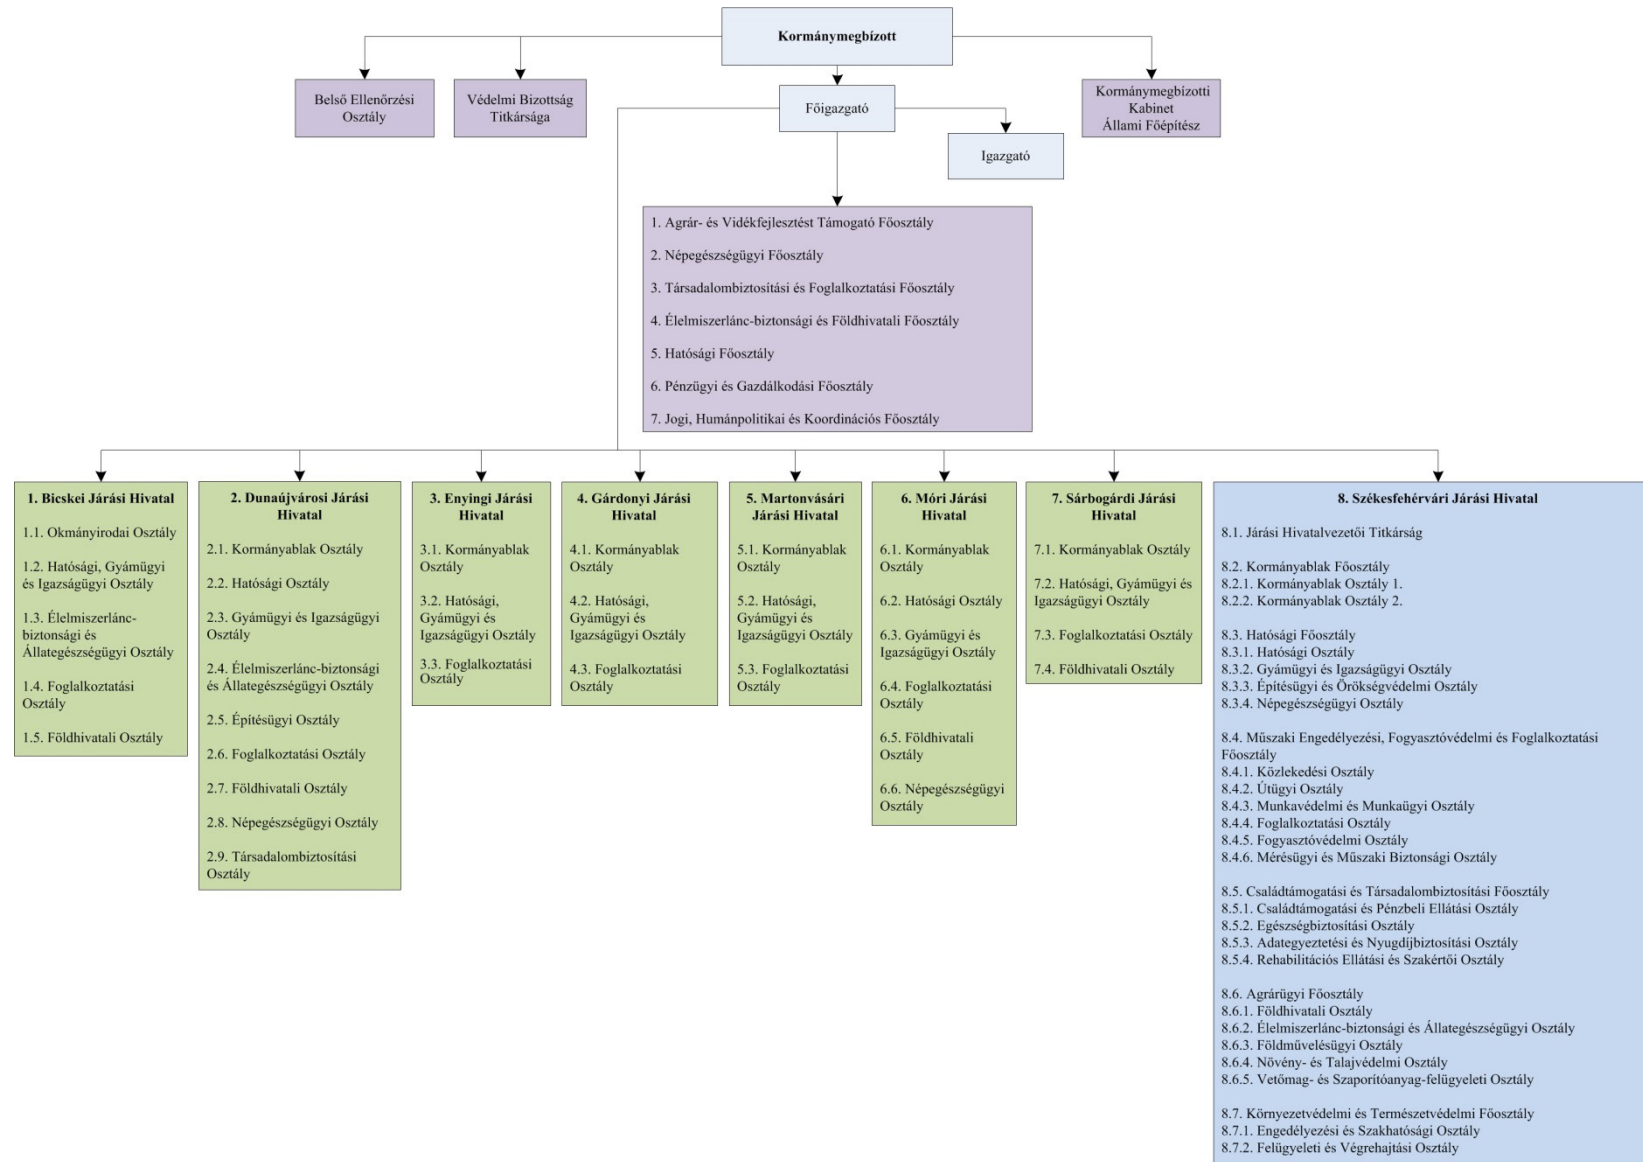 Kormánymegbízott
Belső Ellenőrzési
Osztály
Védelmi Bizottság
Titkársága
Kormánymegbízotti
Kabinet
Állami Főépítész
Főigazgató
Igazgató
1. Agrár- és Vidékfejlesztést Támogató Főosztály
2. Népegészségügyi Főosztály
3. Társadalombiztosítási és Foglalkoztatási Főosztály
4. Élelmiszerlánc-biztonsági és Földhivatali Főosztály
5. Hatósági Főosztály
6. Pénzügyi és Gazdálkodási Főosztály
7. Jogi, Humánpolitikai és Koordinációs Főosztály
1. Bicskei Járási Hivatal
1.1. Okmányirodai Osztály
1.2. Hatósági, Gyámügyi
és Igazságügyi Osztály
1.3. Élelmiszerlánc-
biztonsági és
Állategészségügyi Osztály
1.4. Foglalkoztatási
Osztály
1.5. Földhivatali Osztály
2. Dunaújvárosi Járási
Hivatal
2.1. Kormányablak Osztály
2.2. Hatósági Osztály
2.3. Gyámügyi és Igazságügyi
Osztály
2.4. Élelmiszerlánc-biztonsági
és Állategészségügyi Osztály
2.5. Építésügyi Osztály
2.6. Foglalkoztatási Osztály
2.7. Földhivatali Osztály
2.8. Népegészségügyi Osztály
2.9. Társadalombiztosítási
Osztály
3. Enyingi Járási
Hivatal
3.1. Kormányablak
Osztály
3.2. Hatósági,
Gyámügyi és
Igazságügyi Osztály
3.3. Foglalkoztatási
Osztály
4. Gárdonyi Járási
Hivatal
4.1. Kormányablak
Osztály
4.2. Hatósági,
Gyámügyi és
Igazságügyi Osztály
4.3. Foglalkoztatási
Osztály
5. Martonvásári
Járási Hivatal
5.1. Kormányablak
Osztály
5.2. Hatósági,
Gyámügyi és
Igazságügyi Osztály
5.3. Foglalkoztatási
Osztály
6. Móri Járási
Hivatal
6.1. Kormányablak
Osztály
6.2. Hatósági Osztály
6.3. Gyámügyi és
Igazságügyi Osztály
6.4. Foglalkoztatási
Osztály
6.5. Földhivatali
Osztály
6.6. Népegészségügyi
Osztály
7. Sárbogárdi Járási
Hivatal
7.1. Kormányablak Osztály
7.2. Hatósági, Gyámügyi és
Igazságügyi Osztály
7.3. Foglalkoztatási Osztály
7.4. Földhivatali Osztály
8. Székesfehérvári Járási Hivatal
8.1. Járási Hivatalvezetői Titkárság
8.2. Kormányablak Főosztály
8.2.1. Kormányablak Osztály 1.
8.2.2. Kormányablak Osztály 2.
8.3. Hatósági Főosztály
8.3.1. Hatósági Osztály
8.3.2. Gyámügyi és Igazságügyi Osztály
8.3.3. Építésügyi és Örökségvédelmi Osztály
8.3.4. Népegészségügyi Osztály
8.4. Műszaki Engedélyezési, Fogyasztóvédelmi és Foglalkoztatási
Főosztály
8.4.1. Közlekedési Osztály
8.4.2. Útügyi Osztály
8.4.3. Munkavédelmi és Munkaügyi Osztály
8.4.4. Foglalkoztatási Osztály
8.4.5. Fogyasztóvédelmi Osztály
8.4.6. Mérésügyi és Műszaki Biztonsági Osztály
8.5. Családtámogatási és Társadalombiztosítási Főosztály
8.5.1. Családtámogatási és Pénzbeli Ellátási Osztály
8.5.2. Egészségbiztosítási Osztály
8.5.3. Adategyeztetési és Nyugdíjbiztosítási Osztály
8.5.4. Rehabilitációs Ellátási és Szakértői Osztály
8.6. Agrárügyi Főosztály
8.6.1. Földhivatali Osztály
8.6.2. Élelmiszerlánc-biztonsági és Állategészségügyi Osztály
8.6.3. Földművelésügyi Osztály
8.6.4. Növény- és Talajvédelmi Osztály
8.6.5. Vetőmag- és Szaporítóanyag-felügyeleti Osztály
8.7. Környezetvédelmi és Természetvédelmi Főosztály
8.7.1. Engedélyezési és Szakhatósági Osztály
8.7.2. Felügyeleti és Végrehajtási Osztály